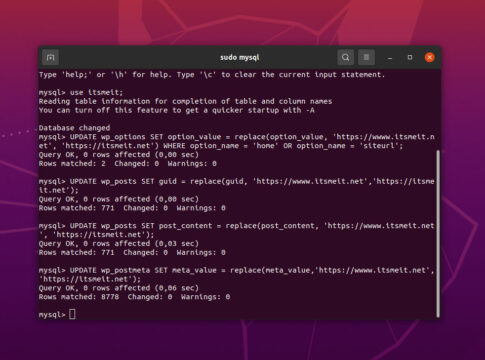 sudo mysql
Type 'help;' or '\h' for help. Type '\c' to clear the current input statement.
mysql> use itsmeit;
Reading table information for completion of table and column names
You can turn off this feature to get a quicker startup with -A
Database changed
mysql> UPDATE wp_options SET option_value = replace(option_value, 'https://wwww.itsmeit.n
et', 'https://itsmeit.net') WHERE option_name = 'home' OR option_name = 'siteurl';
Query OK, 0 rows affected (0,00 sec)
Rows matched: 2  Changed: 0  Warnings: 0
mysql> UPDATE wp_posts SET guid = replace(guid, 'https://wwww.itsmeit.net','https://itsme
it.net');
Query OK, 0 rows affected (0,00 sec)
Rows matched: 771  Changed: 0  Warnings: 0
mysql> UPDATE wp_posts SET post_content = replace(post_content, 'https://wwww.itsmeit.net
', 'https://itsmeit.net');
Query OK, 0 rows affected (0,03 sec)
Rows matched: 771  Changed: 0  Warnings: 0
mysql> UPDATE wp_postmeta SET meta_value = replace(meta_value,'https://wwww.itsmeit.net',
'https://itsmeit.net');
Query OK, 0 rows affected (0,06 sec)
Rows matched: 8778  Changed: 0  Warnings: 0
mysql>